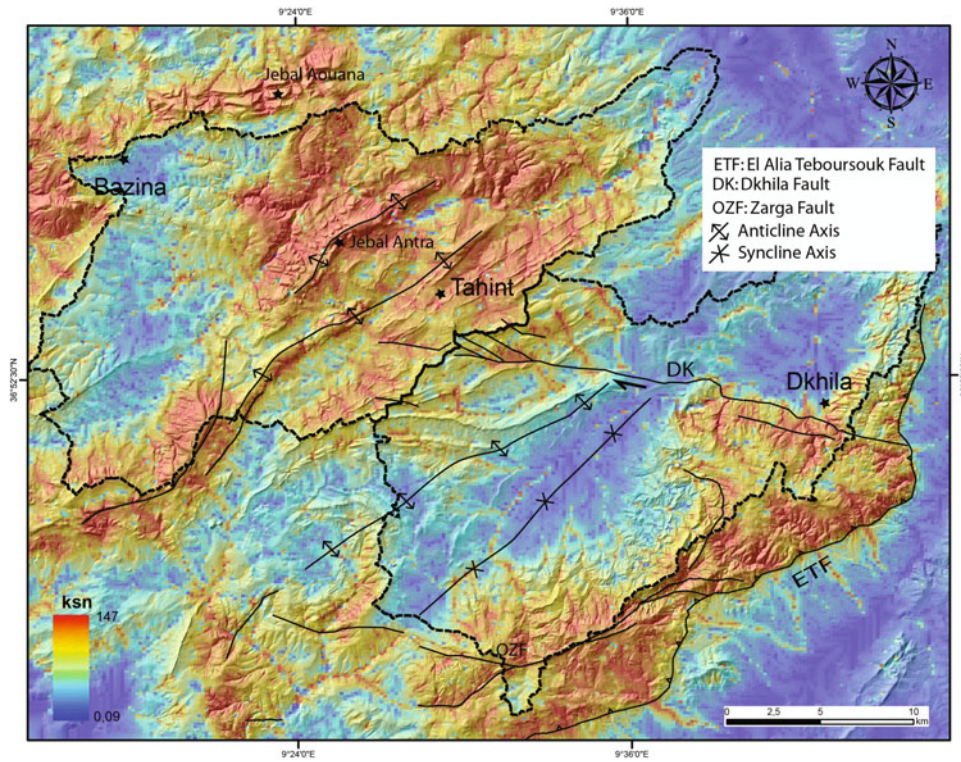 9°24'0"E
9°36'0"E
Jebal Aouana
N
W
E
S
Bazina
ETF: El Alia Teboursouk Fault
DK: Dkhila Fault
OZF: Zarga Fault
Anticline Axis
Syncline Axis
Jebal Antra
Tahint
36°52'30"N
DK
Dkhila
ETF
ksn
147
OZF
0,09
0
2,5
5
10
km
9°24'0"E
9°36'0"E